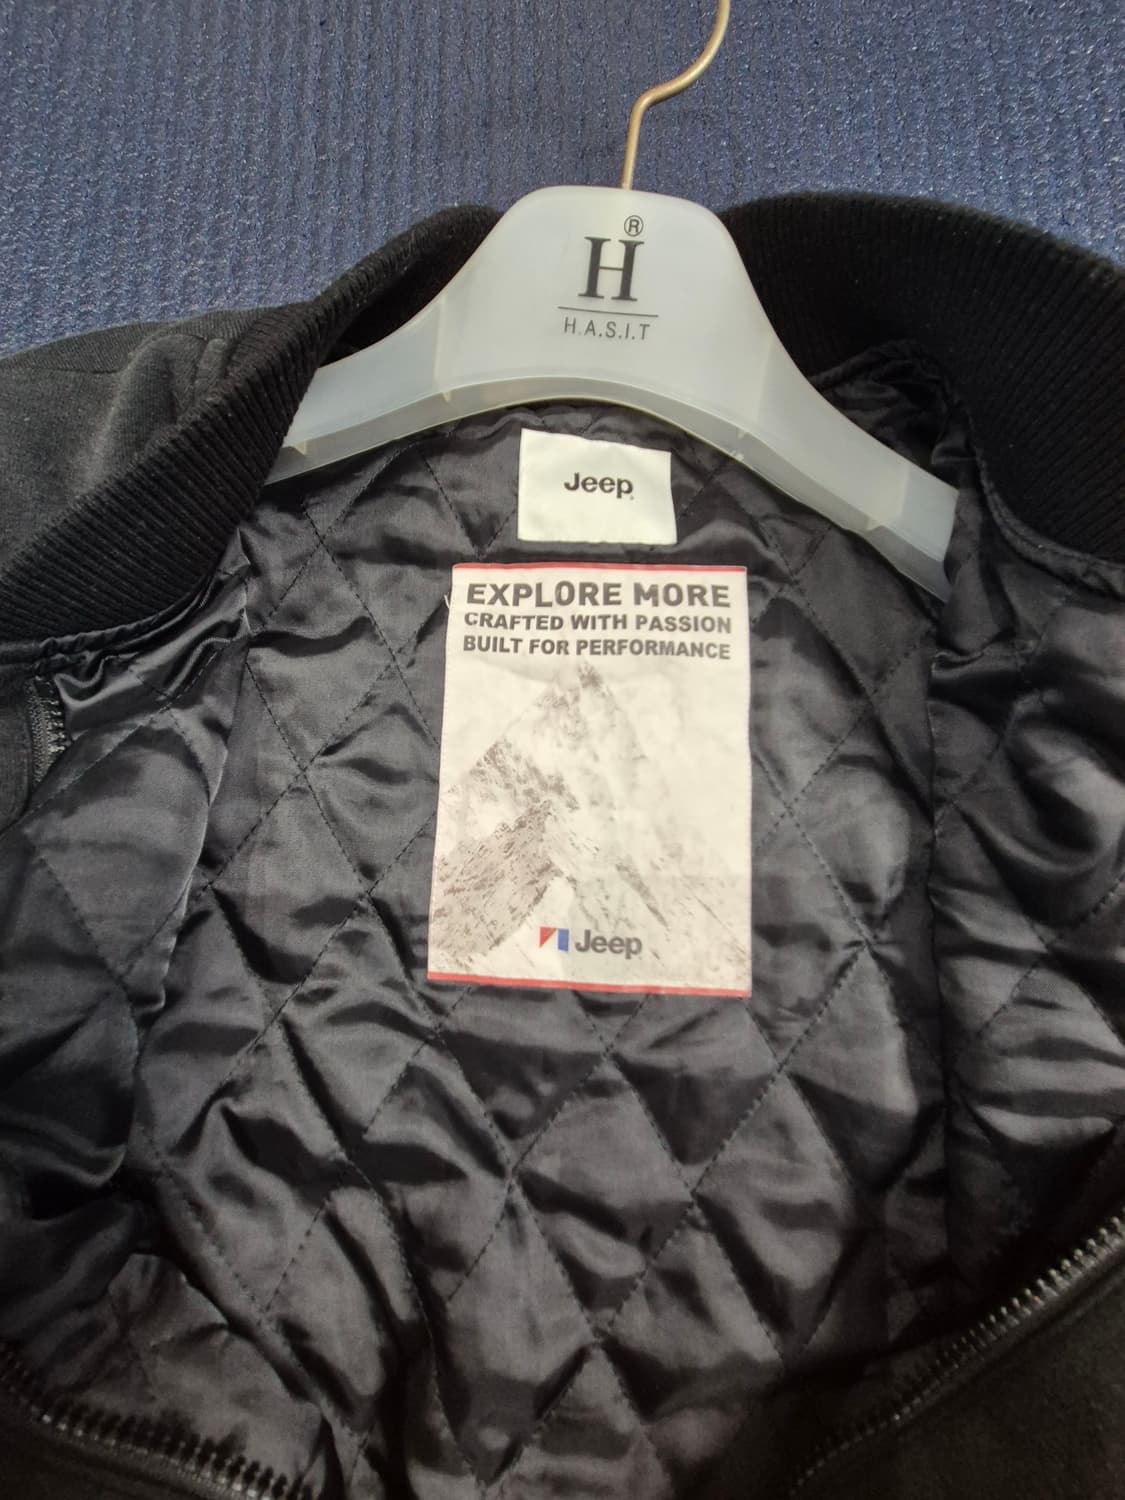 ®
H
H.A.S.I.T
Jeep
EXPLORE MORE
CRAFTED WITH PASSION
BUILT FOR PERFORMANCE
Jeep